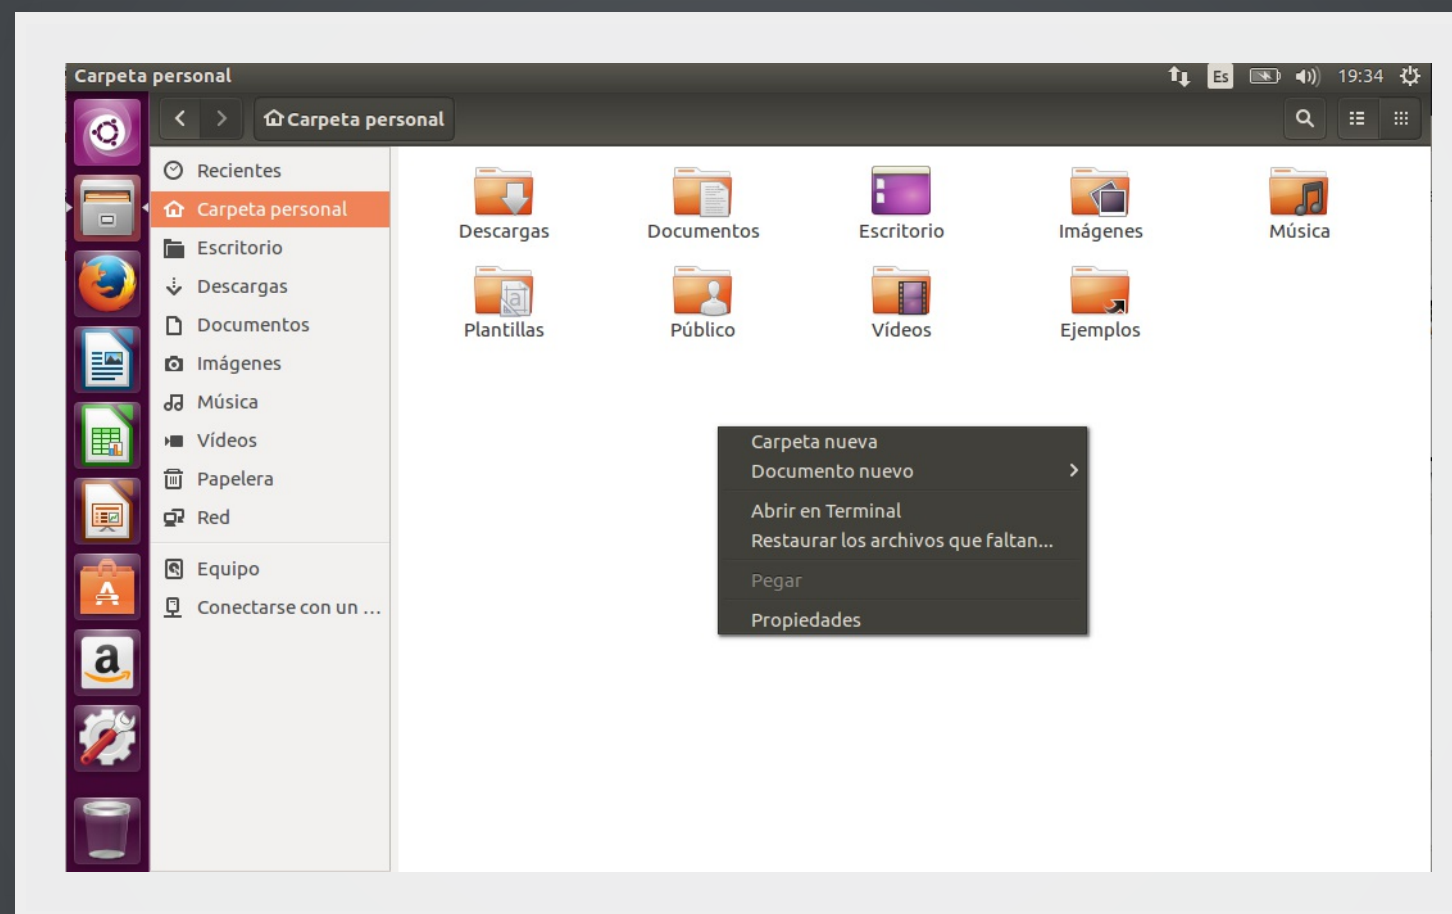 Carpeta personal
Es
19:34
Carpeta personal
Recientes
Carpeta personal
Escritorio
Descargas
Documentos
Imágenes
Música
Vídeos
Papelera
Red
Equipo
Conectarse con un ...
Descargas
Documentos
Escritorio
Imágenes
Música
Plantillas
Público
Vídeos
Ejemplos
Carpeta nueva
Documento nuevo
Abrir en Terminal
Restaurar los archivos que faltan...
Pegar
Propiedades